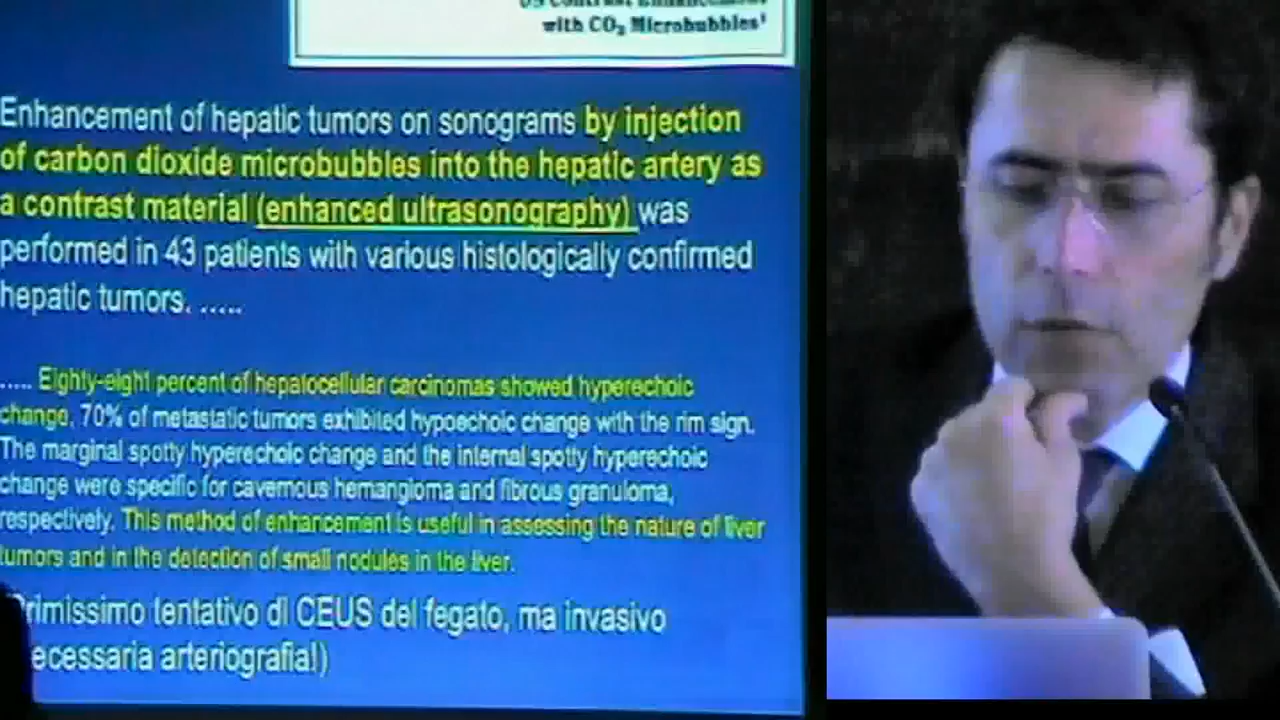 US Contrast Enhancement
with CO₂ Microbubbles¹
Enhancement of hepatic tumors on sonograms by injection
of carbon dioxide microbubbles into the hepatic artery as
a contrast material (enhanced ultrasonography) was
performed in 43 patients with various histologically confirmed
hepatic tumors. .....
..... Eighty-eight percent of hepatocellular carcinomas showed hyperechoic
change, 70% of metastatic tumors exhibited hypoechoic change with the rim sign.
The marginal spotty hyperechoic change and the internal spotty hyperechoic
change were specific for cavernous hemangioma and fibrous granuloma,
respectively. This method of enhancement is useful in assessing the nature of liver
tumors and in the detection of small nodules in the liver.
rimissimo tentativo di CEUS del fegato, ma invasivo
ecessaria arteriografia!)